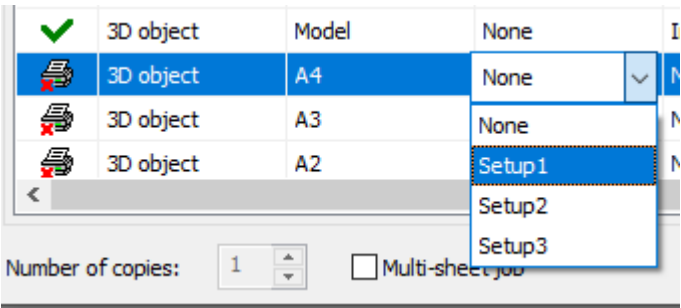 3D object Model None
3D object A4 None
3D object A3 None
3D object A2 Setup1
Setup2
Setup3
Number of copies: 1 Multi-sheet job